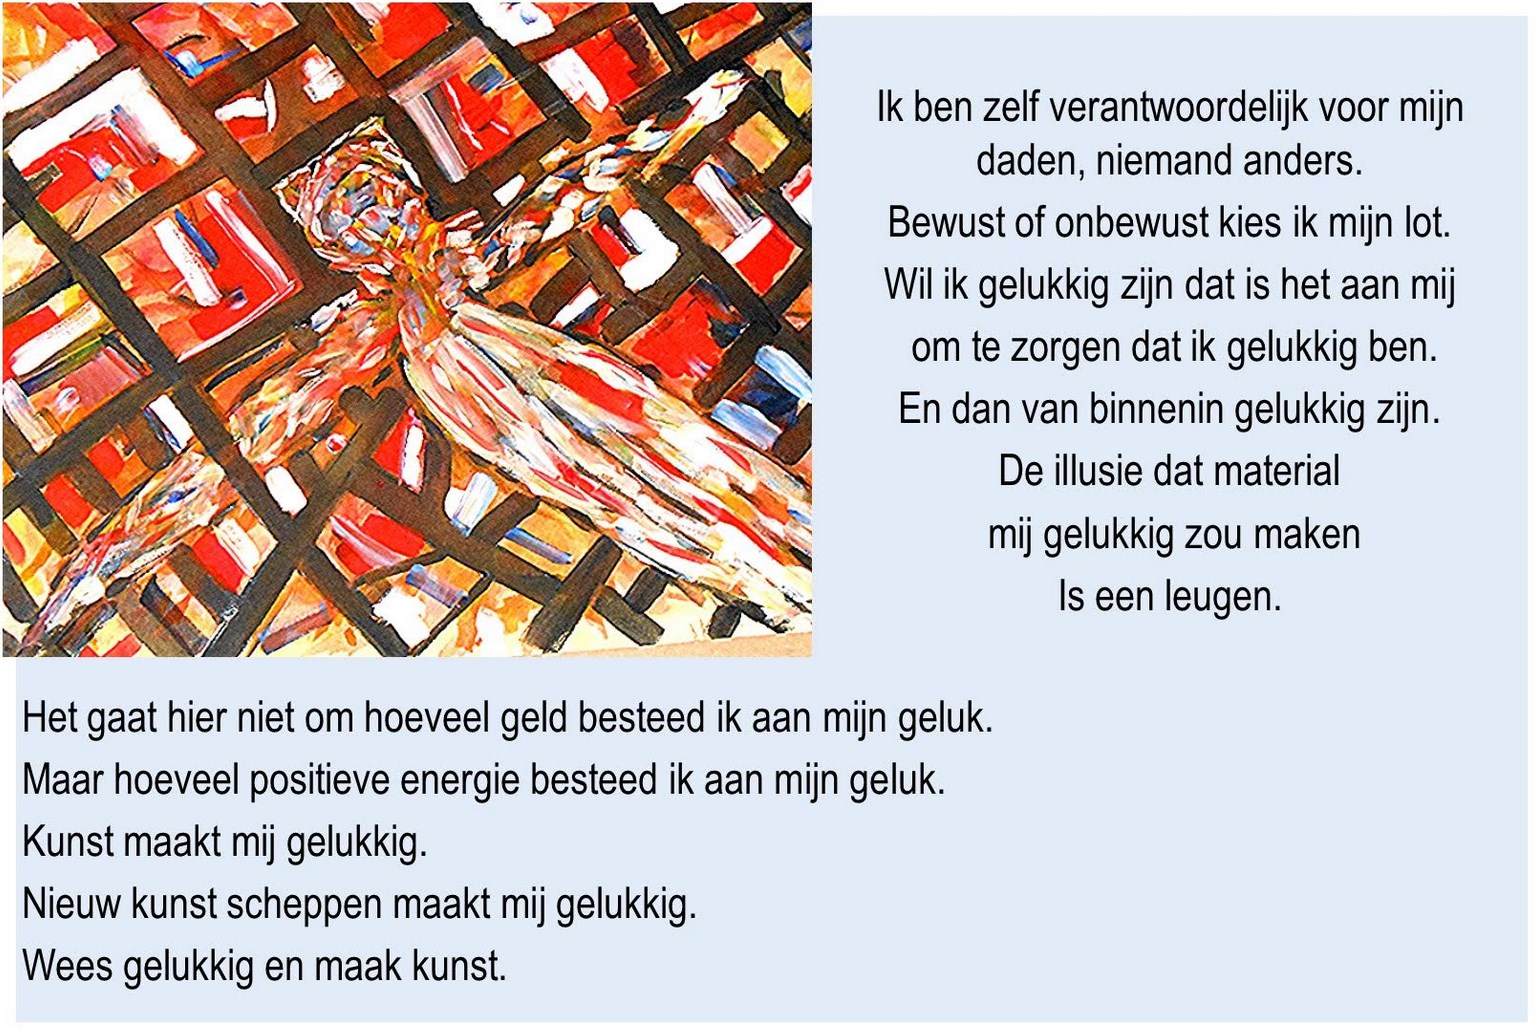 Ik ben zelf verantwoordelijk voor mijn
daden, niemand anders.
Bewust of onbewust kies ik mijn lot.
Wil ik gelukkig zijn dat is het aan mij
om te zorgen dat ik gelukkig ben.
En dan van binnenin gelukkig zijn.
De illusie dat material
mij gelukkig zou maken
Is een leugen.
Het gaat hier niet om hoeveel geld besteed ik aan mijn geluk.
Maar hoeveel positieve energie besteed ik aan mijn geluk.
Kunst maakt mij gelukkig.
Nieuw kunst scheppen maakt mij gelukkig.
Wees gelukkig en maak kunst.